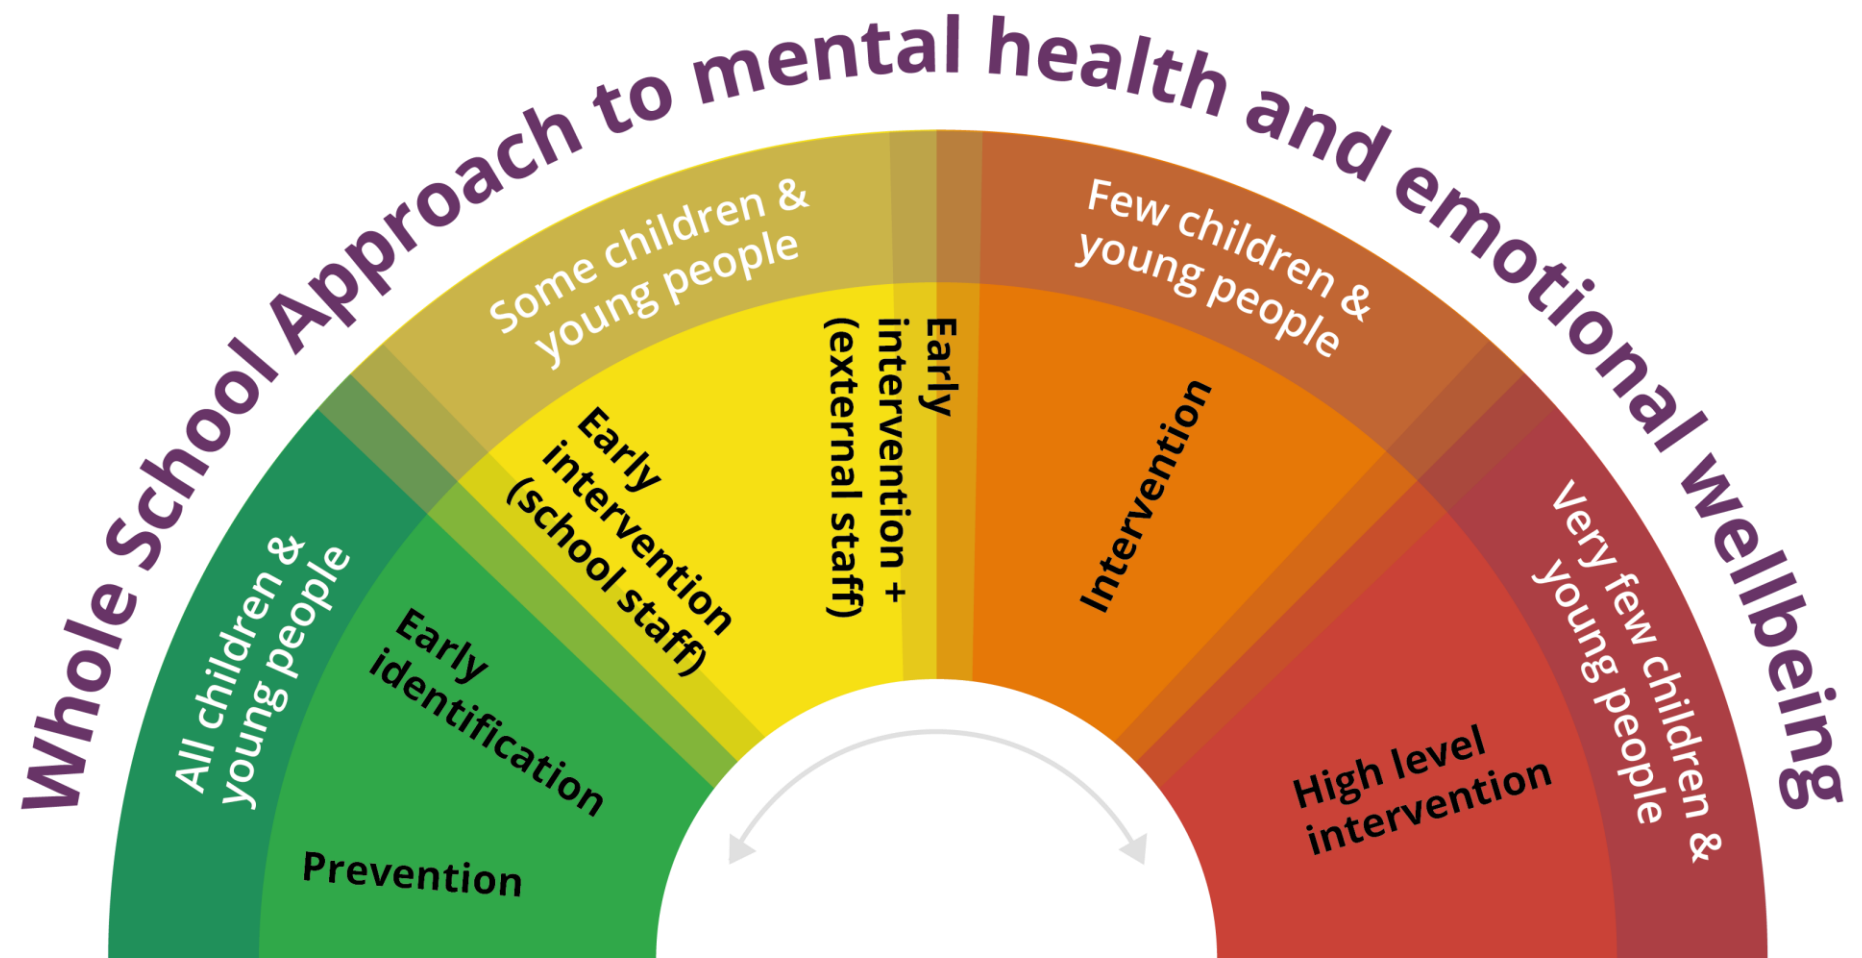 Whole School Approach to mental health and emotional wellbeing
All children &
young people
Early
identification
Prevention
Some children &
young people
Early
intervention
(school staff)
Early
intervention +
(external staff)
Few children &
young people
Intervention
Very few children &
young people
High level
intervention